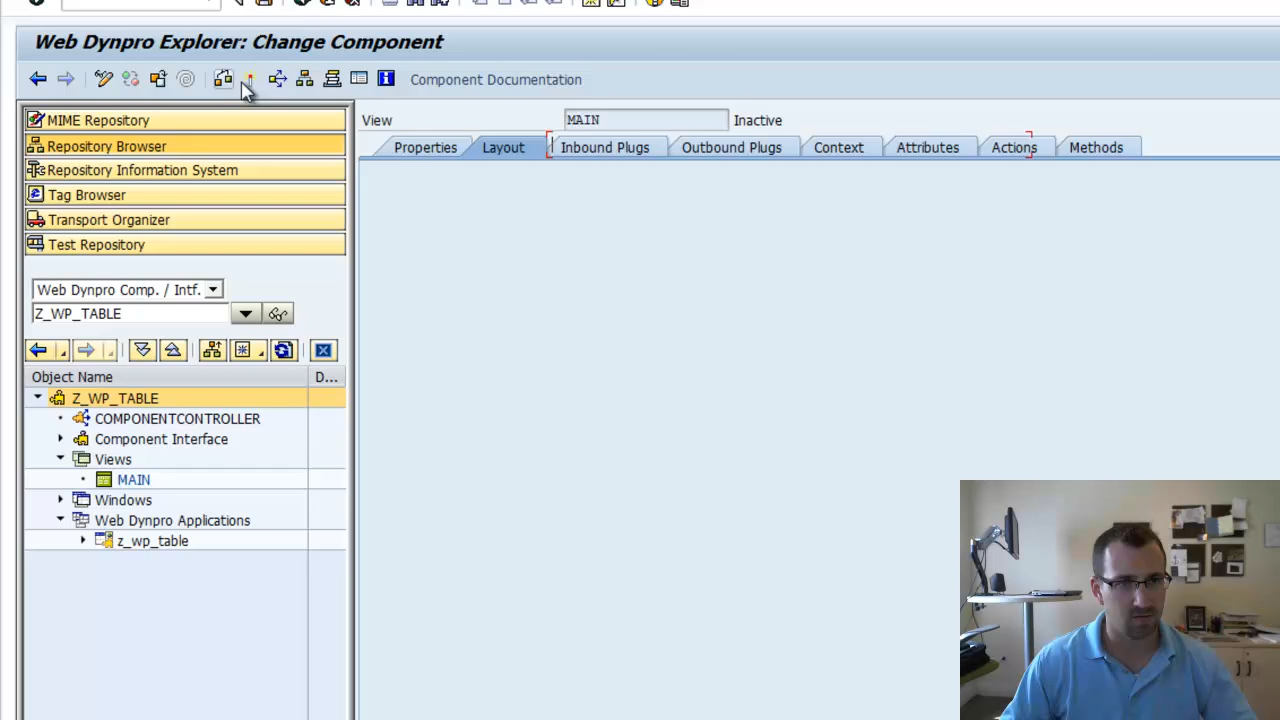 Web Dynpro Explorer: Change Component
Component Documentation
MIME Repository
Repository Browser
Repository Information System
Tag Browser
Transport Organizer
Test Repository
Web Dynpro Comp. / Intf.
Z_WP_TABLE
Object Name D...
Z_WP_TABLE
COMPONENTCONTROLLER
Component Interface
Views
MAIN
Windows
Web Dynpro Applications
z_wp_table
View MAIN Inactive
Properties Layout Inbound Plugs Outbound Plugs Context Attributes Actions Methods